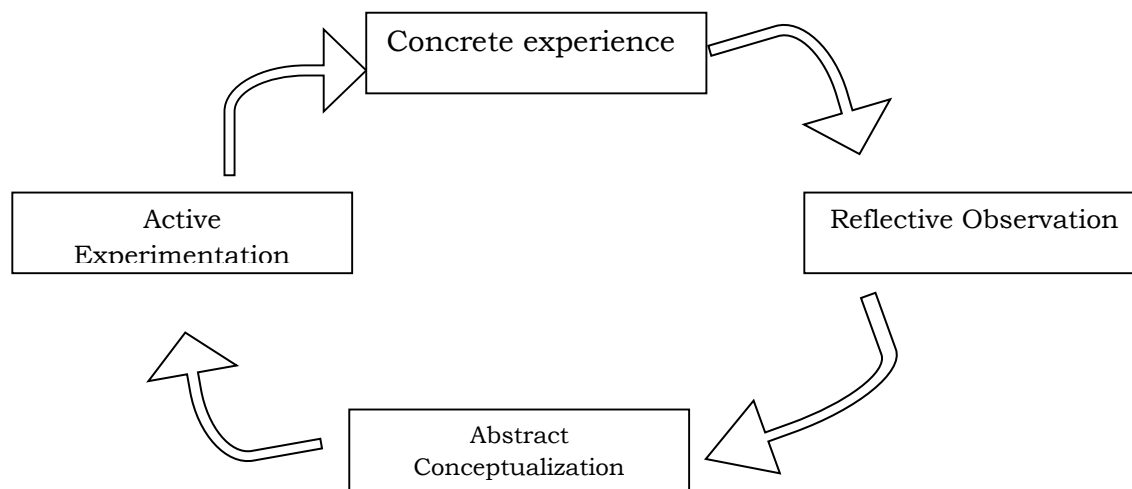 Concrete experience
Reflective Observation
Abstract
Conceptualization
Active
Experimentation